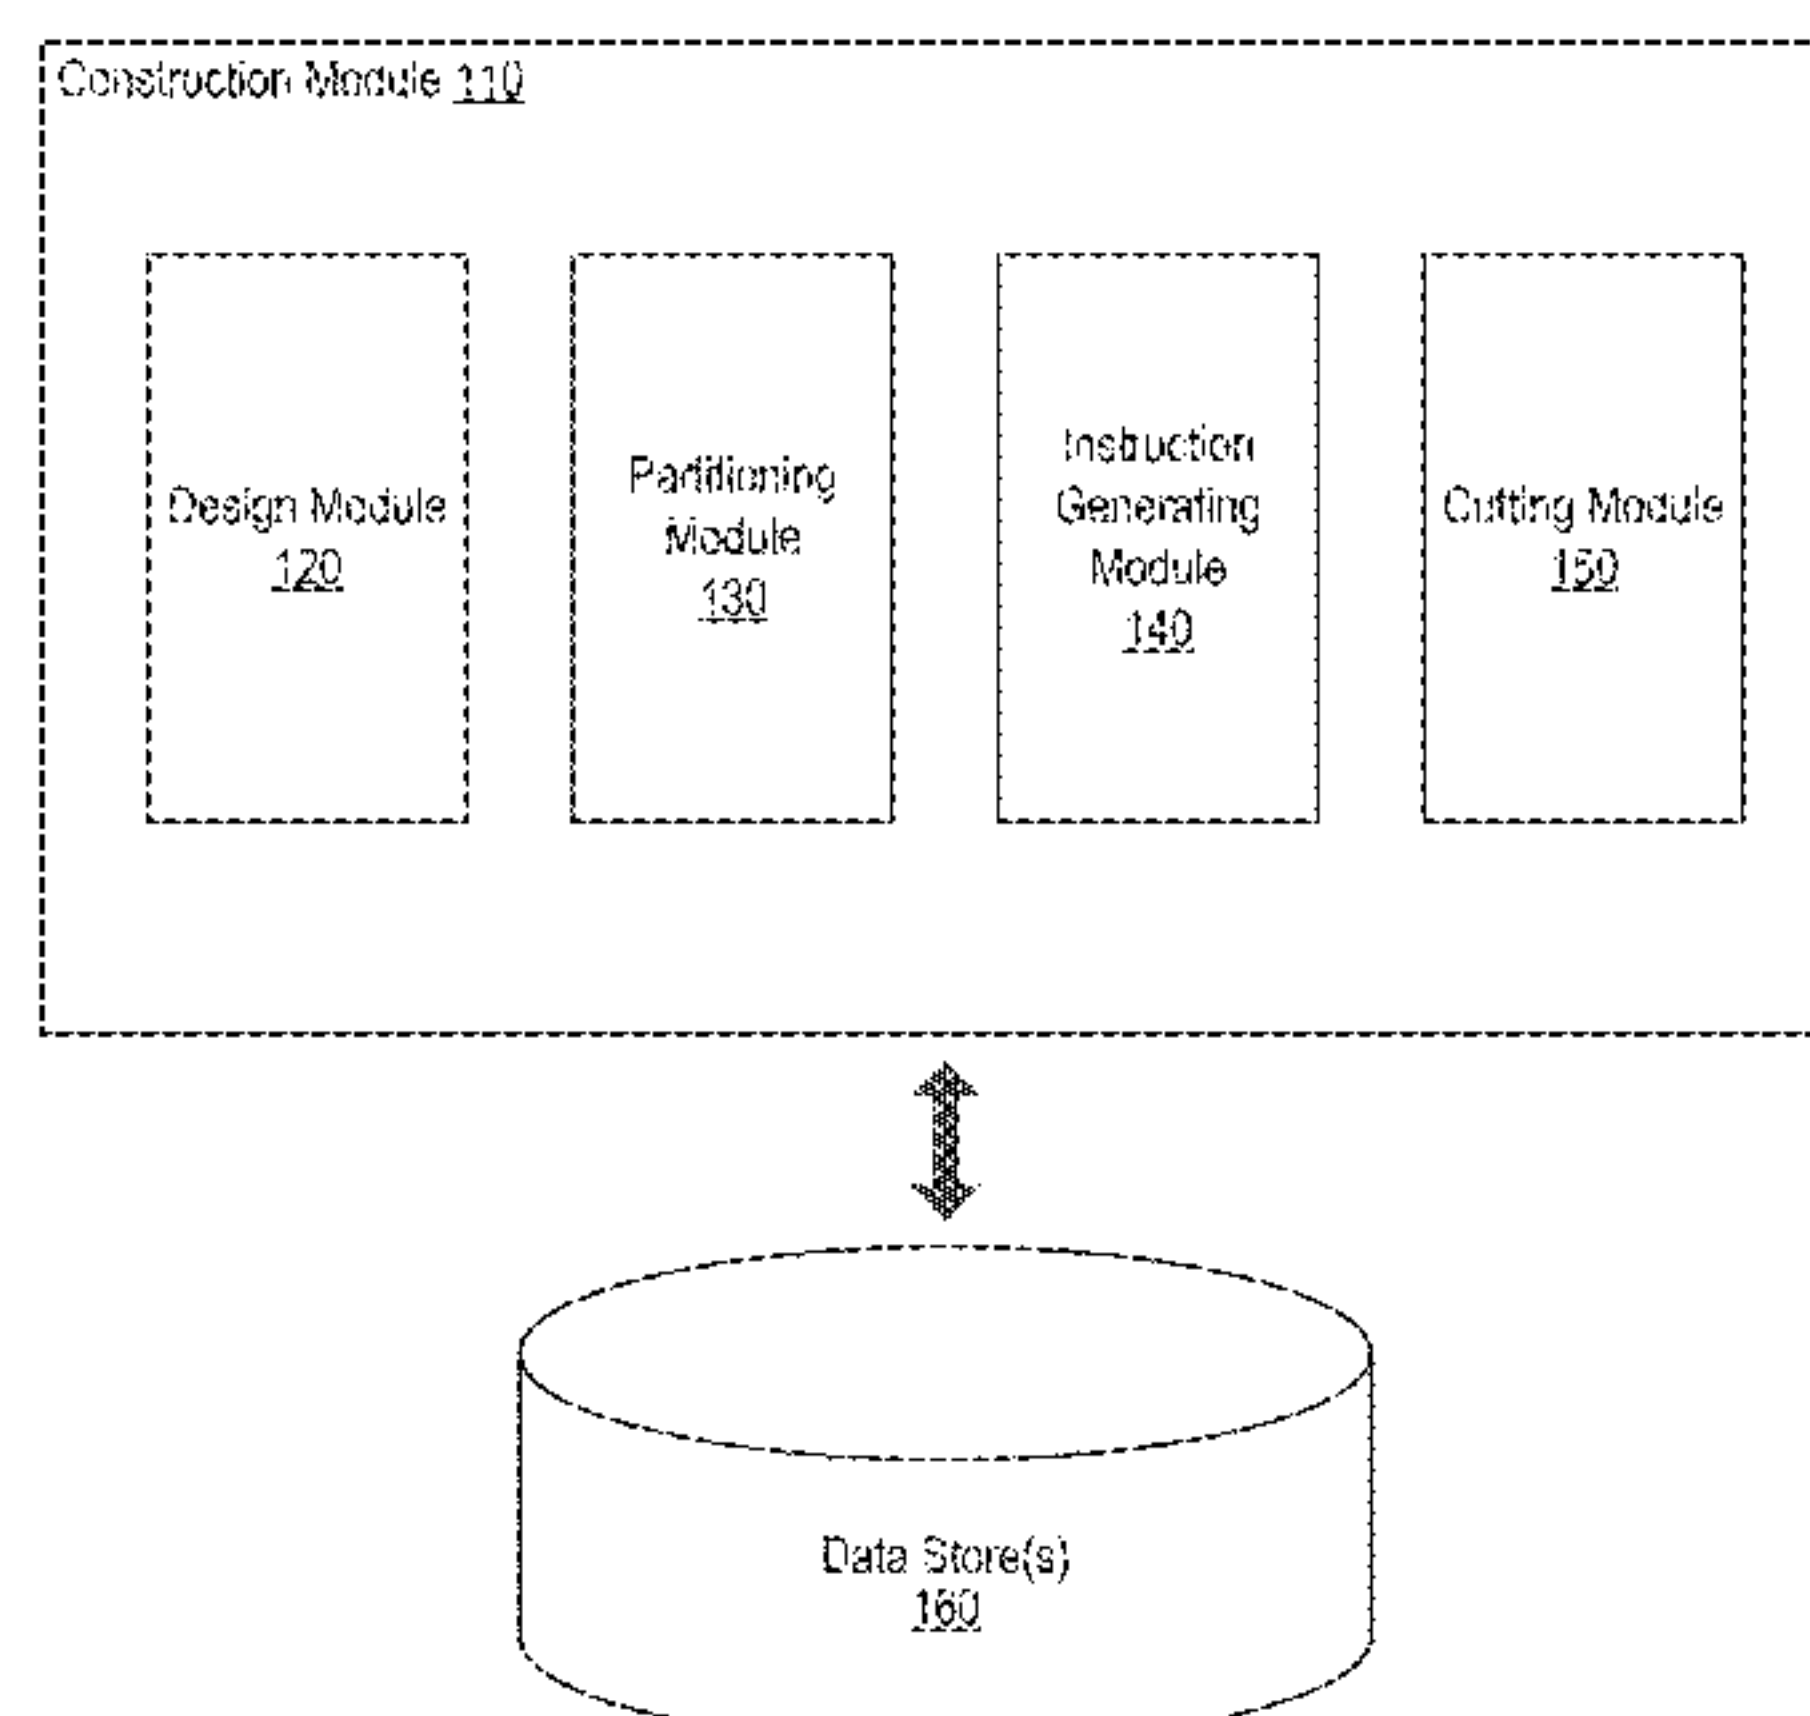 Construction Module 110
Design Module
120
Partitioning
Module
130
Instruction
Generating
Module
140
Cutting Module
150
Data Store(s)
160